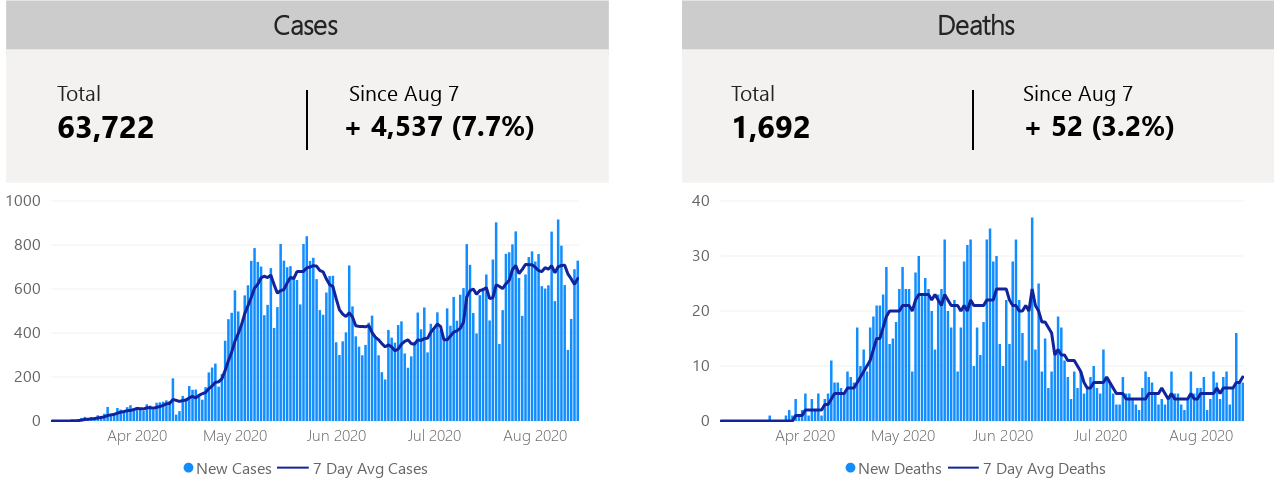 Cases
Total
63,722
Since Aug 7
+ 4,537 (7.7%)
1000
800
600
400
200
0
Apr 2020 May 2020 Jun 2020 Jul 2020 Aug 2020
New Cases 7 Day Avg Cases
Deaths
Total
1,692
Since Aug 7
+ 52 (3.2%)
40
30
20
10
0
Apr 2020 May 2020 Jun 2020 Jul 2020 Aug 2020
New Deaths 7 Day Avg Deaths